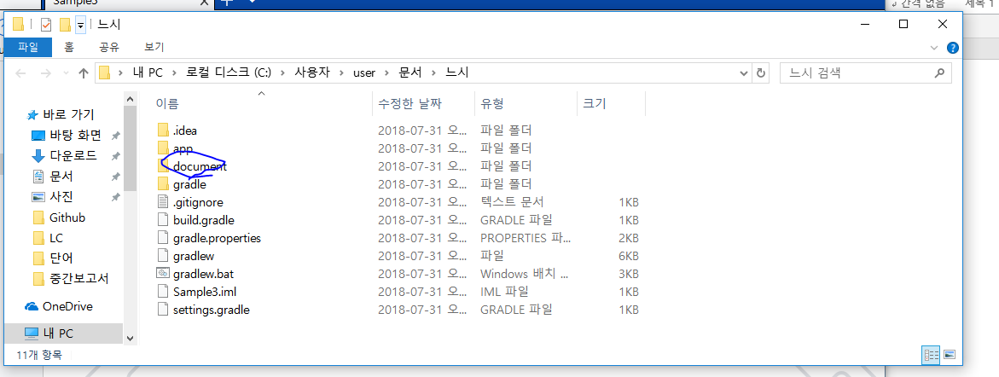 Sample3
간격 없음 제목 1
느시
파일 홈 공유 보기
내 PC › 로컬 디스크 (C:) › 사용자 › user › 문서 › 느시
느시 검색
이름 수정한 날짜 유형 크기
바로 가기
바탕 화면
다운로드
문서
사진
Github
LC
단어
중간보고서
OneDrive
내 PC
.idea 2018-07-31 오... 파일 폴더
app 2018-07-31 오... 파일 폴더
document 2018-07-31 오... 파일 폴더
gradle 2018-07-31 오... 파일 폴더
.gitignore 2018-07-31 오... 텍스트 문서 1KB
build.gradle 2018-07-31 오... GRADLE 파일 1KB
gradle.properties 2018-07-31 오... PROPERTIES 파... 2KB
gradlew 2018-07-31 오... 파일 6KB
gradlew.bat 2018-07-31 오... Windows 배치 ... 3KB
Sample3.iml 2018-07-31 오... IML 파일 1KB
settings.gradle 2018-07-31 오... GRADLE 파일 1KB
11개 항목